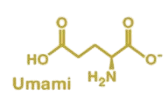 O O
HO O-
Umami H₂N